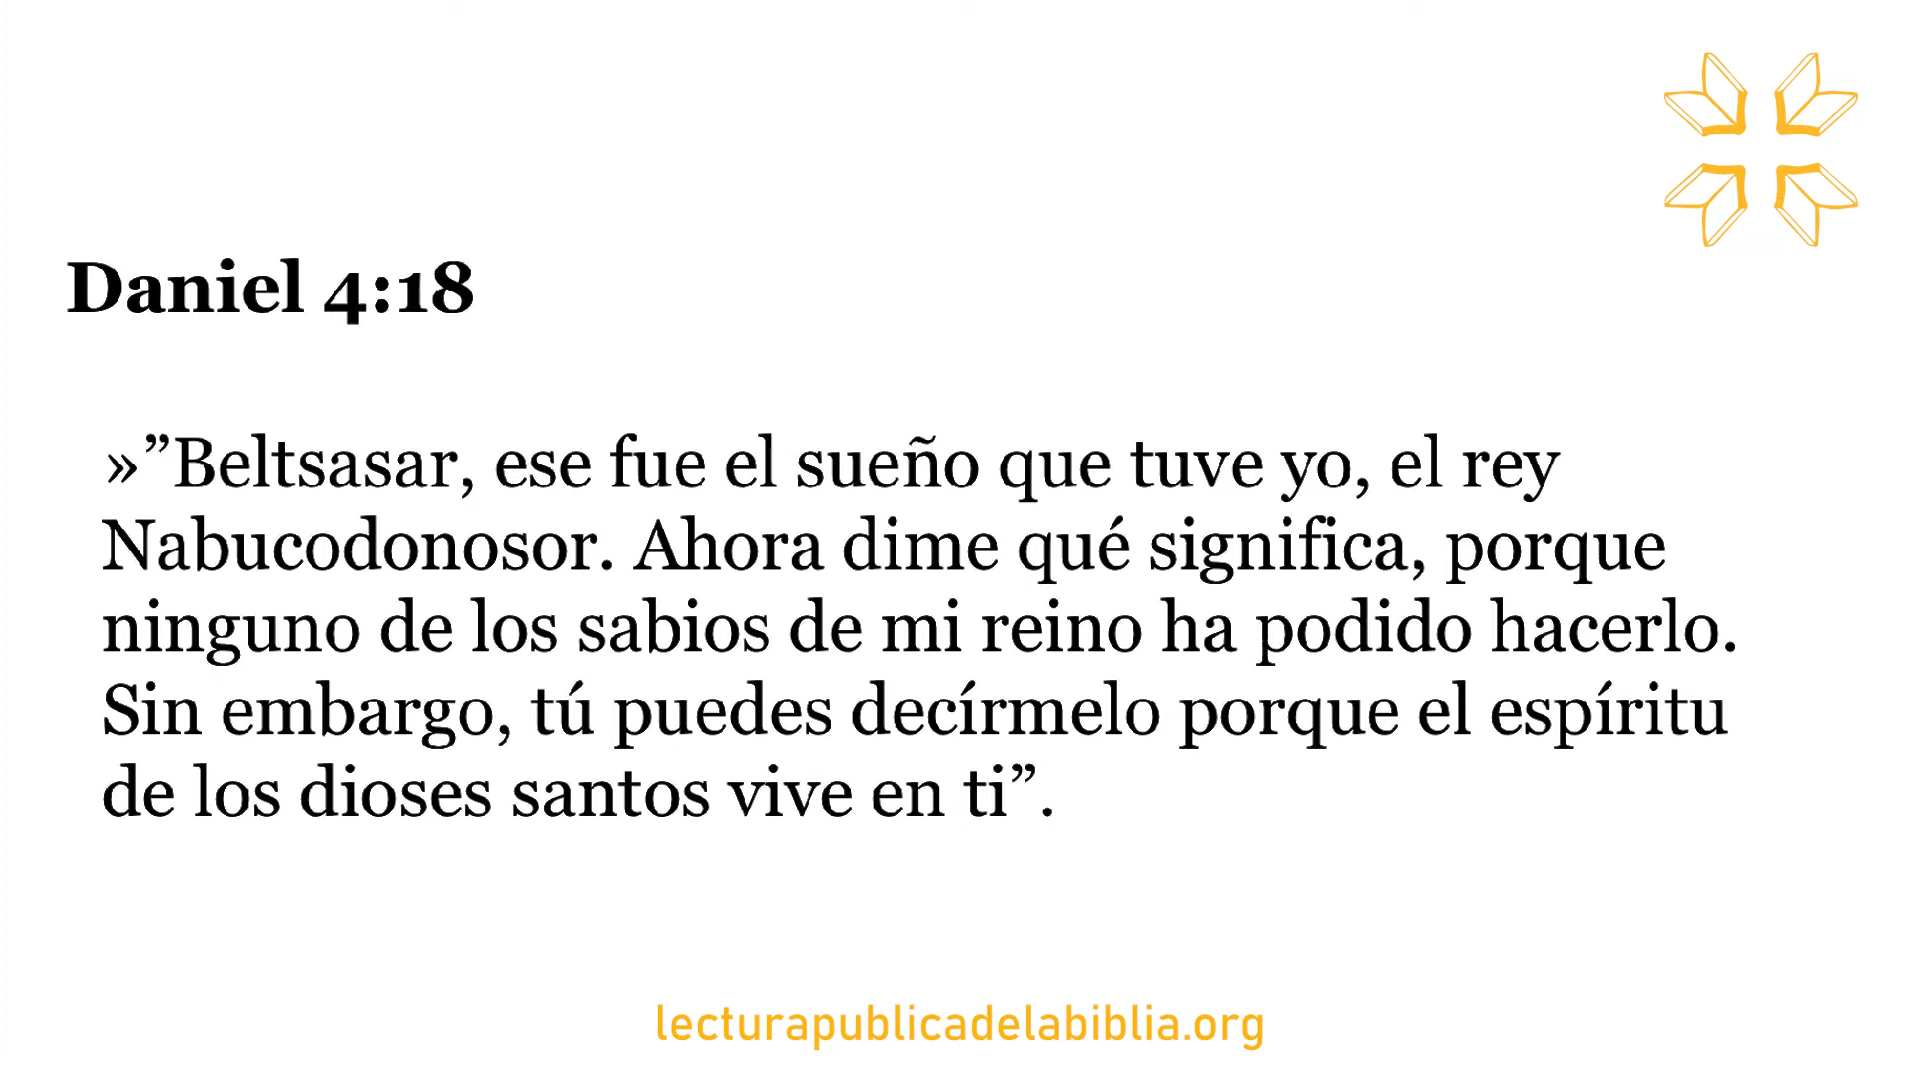 Daniel 4:18
»”Beltsasar, ese fue el sueño que tuve yo, el rey
Nabucodonosor. Ahora dime qué significa, porque
ninguno de los sabios de mi reino ha podido hacerlo.
Sin embargo, tú puedes decírmelo porque el espíritu
de los dioses santos vive en ti”.
lecturapublicadelabiblia.org